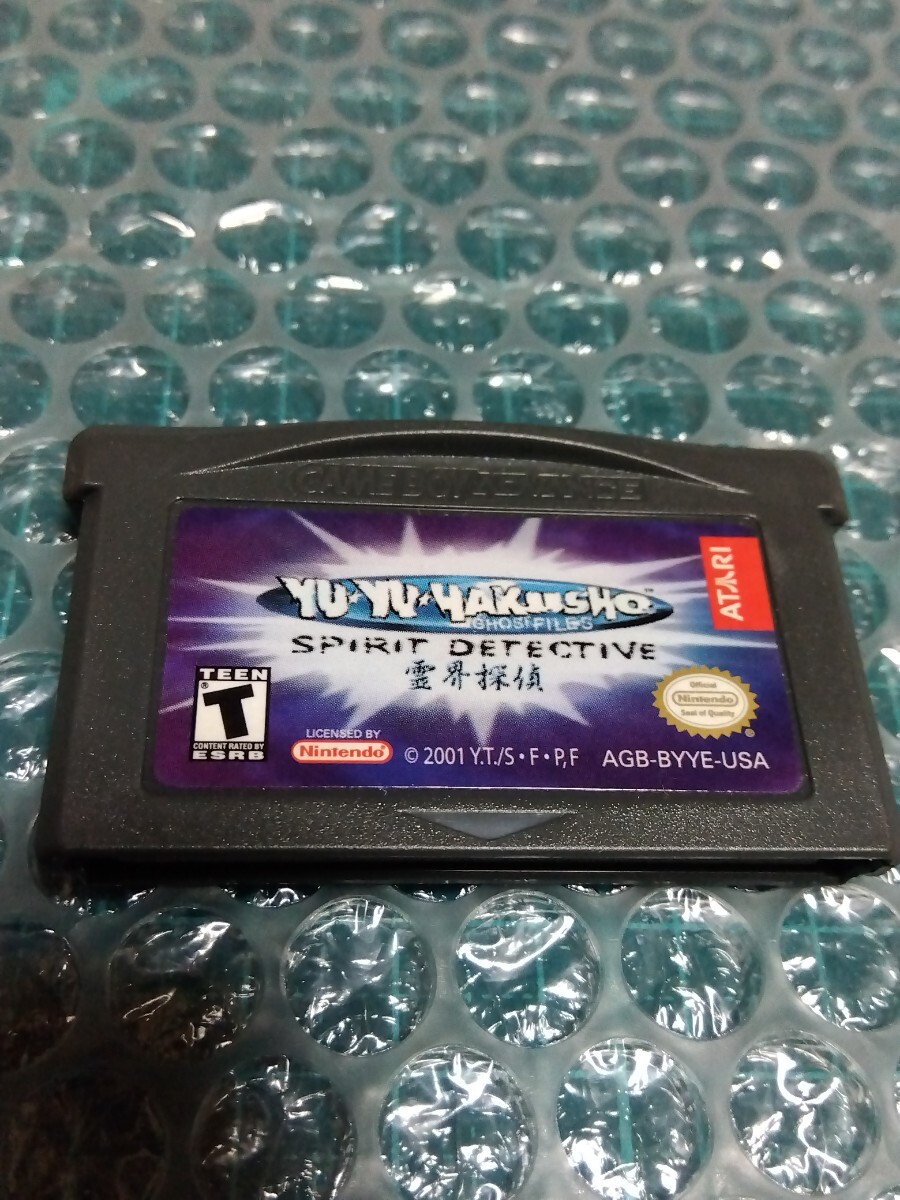 GAME BOY ADVANCE
ATARI
YU★YU★HAKUSHO™
GHOST FILES
SPIRIT DETECTIVE
霊界探偵
TEEN
T
®
CONTENT RATED BY
ESRB
LICENSED BY
Nintendo®
© 2001 Y.T./S•F•P,F
AGB-BYYE-USA
Official
Nintendo
Seal of Quality
®